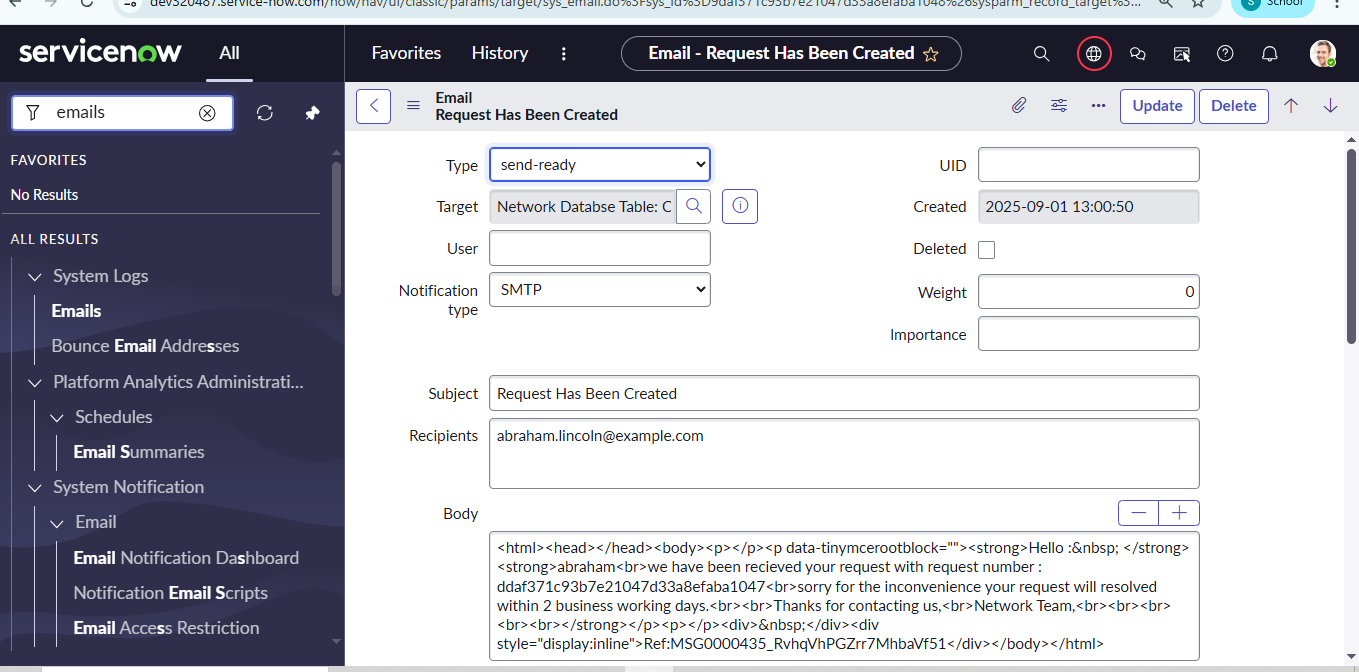 dev320487.service-now.com/now/nav/ui/classic/params/target/sys_email.do%3Fsys_id%3D9daf371c93b7e21047d33a8efaba1048%26sysparm_record_target%3...
S School
servicenow All Favorites History Email - Request Has Been Created
emails
Email
Request Has Been Created
Update Delete
FAVORITES
No Results
ALL RESULTS
System Logs
Emails
Bounce Email Addresses
Platform Analytics Administrati...
Schedules
Email Summaries
System Notification
Email
Email Notification Dashboard
Notification Email Scripts
Email Access Restriction
Type send-ready
Target Network Databse Table: C
User
Notification type SMTP
UID
Created 2025-09-01 13:00:50
Deleted
Weight 0
Importance
Subject Request Has Been Created
Recipients abraham.lincoln@example.com
Body
<html><head></head><body><p></p><p data-tinymcerootblock=""><strong>Hello :&nbsp; </strong>
<strong>abraham<br>we have been recieved your request with request number :
ddaf371c93b7e21047d33a8efaba1047<br>sorry for the inconvenience your request will resolved
within 2 business working days.<br><br>Thanks for contacting us,<br>Network Team,<br><br><br>
<br><br></strong></p><p></p><div>&nbsp;</div><div
style="display:inline">Ref:MSG0000435_RvhqVhPGZrr7MhbaVf51</div></body></html>